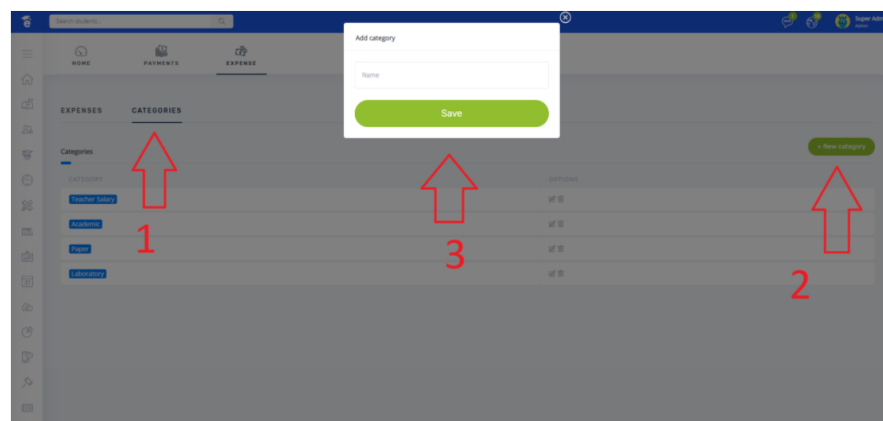 Search students...
Super Adm
Admin
HOME
PAYMENTS
EXPENSE
Add category
Name
Save
EXPENSES
CATEGORIES
Categories
+ New category
CATEGORY
OPTIONS
Teacher Salary
Academic
Paper
Laboratory
1
3
2